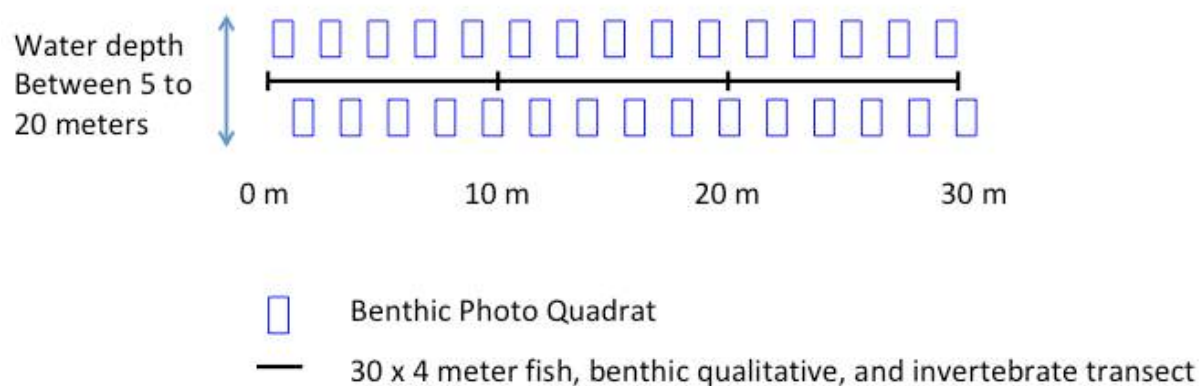 Water depth
Between 5 to
20 meters
0 m 10 m 20 m 30 m
Benthic Photo Quadrat
30 x 4 meter fish, benthic qualitative, and invertebrate transect